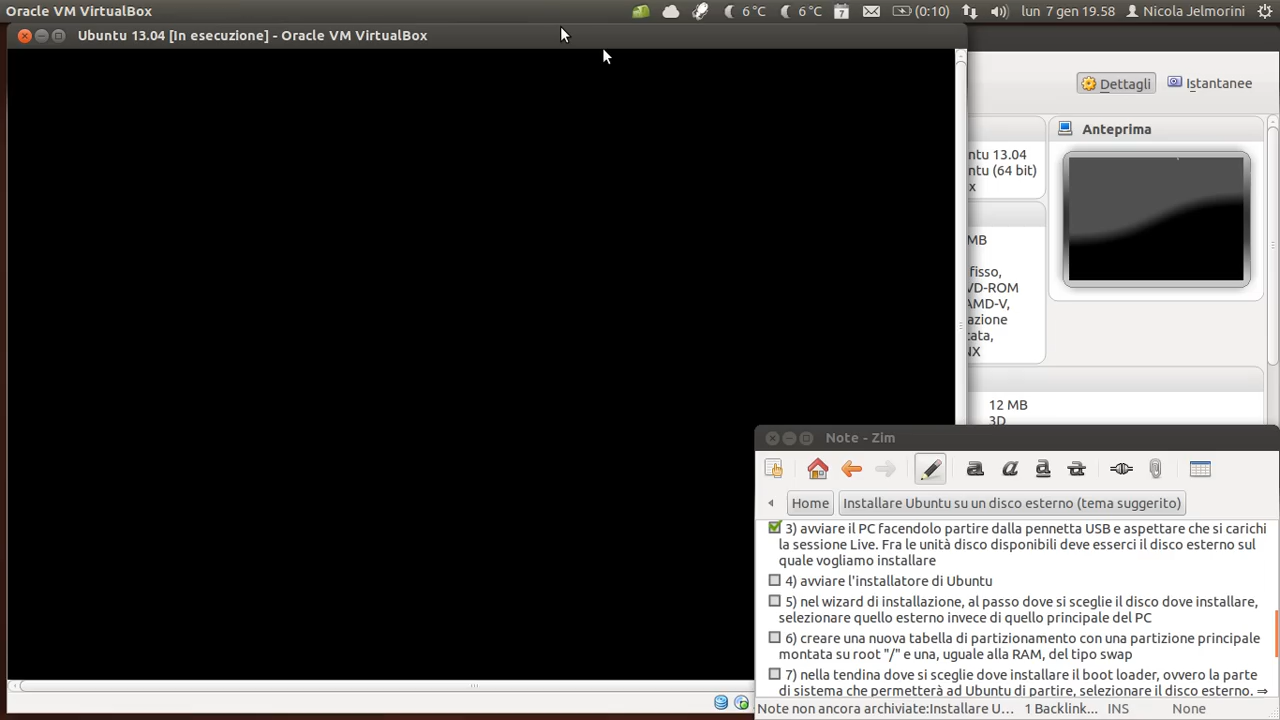 Oracle VM VirtualBox
6 °C
6 °C
7
(0:10)
lun 7 gen 19.58
Nicola Jelmorini
Ubuntu 13.04 [In esecuzione] - Oracle VM VirtualBox
Dettagli
Istantanee
Anteprima
ntu 13.04
ntu (64 bit)
x
MB
fisso,
VD-ROM
AMD-V,
azione
tata,
NX
12 MB
3D
Note - Zim
Home
Installare Ubuntu su un disco esterno (tema suggerito)
3) avviare il PC facendolo partire dalla pennetta USB e aspettare che si carichi
la sessione Live. Fra le unità disco disponibili deve esserci il disco esterno sul
quale vogliamo installare
4) avviare l'installatore di Ubuntu
5) nel wizard di installazione, al passo dove si sceglie il disco dove installare,
selezionare quello esterno invece di quello principale del PC
6) creare una nuova tabella di partizionamento con una partizione principale
montata su root "/" e una, uguale alla RAM, del tipo swap
7) nella tendina dove si sceglie dove installare il boot loader, ovvero la parte
di sistema che permetterà ad Ubuntu di partire, selezionare il disco esterno. ⇒
Note non ancora archiviate:Installare U...
1 Backlink...
INS
None